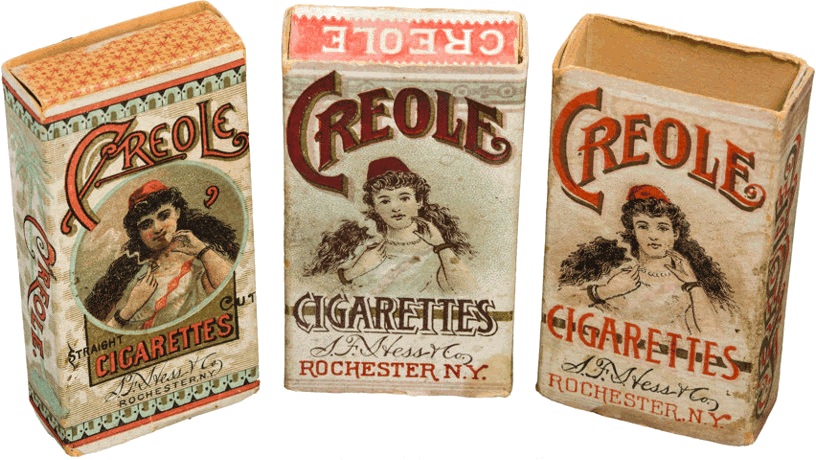 CREOLE
STRAIGHT CUT
CIGARETTES
S. F. Hess & Co.
ROCHESTER N.Y.
CREOLE
CREOLE
CREOLE
CIGARETTES
S. F. Hess & Co.
ROCHESTER N.Y.
CREOLE
CIGARETTES
S. F. Hess & Co.
ROCHESTER, N.Y.